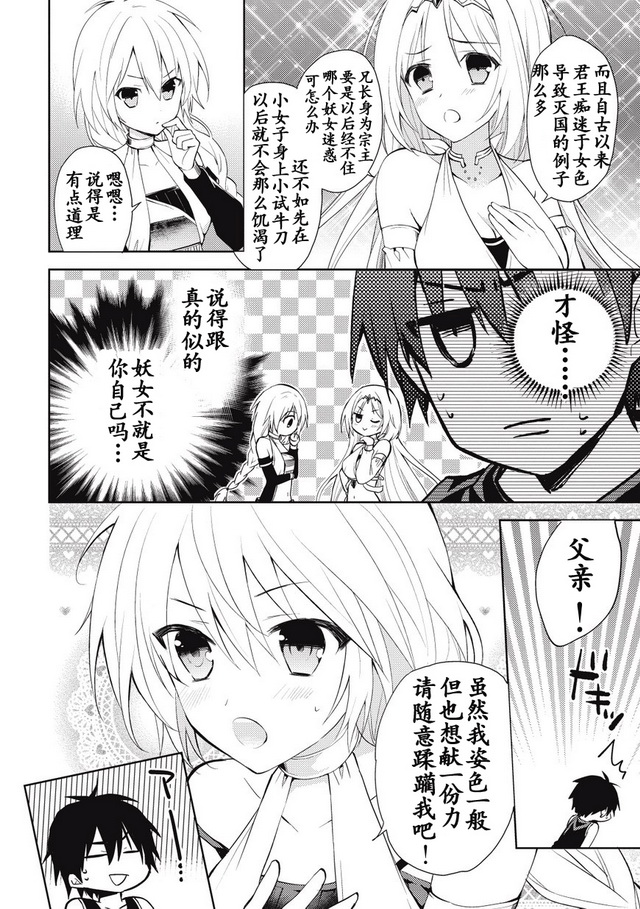 而且自古以来
君王痴迷于女色
导致灭国的例子
那么多
兄长身为宗主
要是以后经不住
哪个妖女迷惑
可怎么办
还不如先在
小女子身上小试牛刀
以后就不会那么饥渴了
嗯嗯…
说得是
有点道理
才怪……
说得跟
真的似的
妖女不就是
你自己吗…
父亲！
ドキッ
虽然我姿色一般
但也想献一份力
请随意蹂躏我吧！
アー